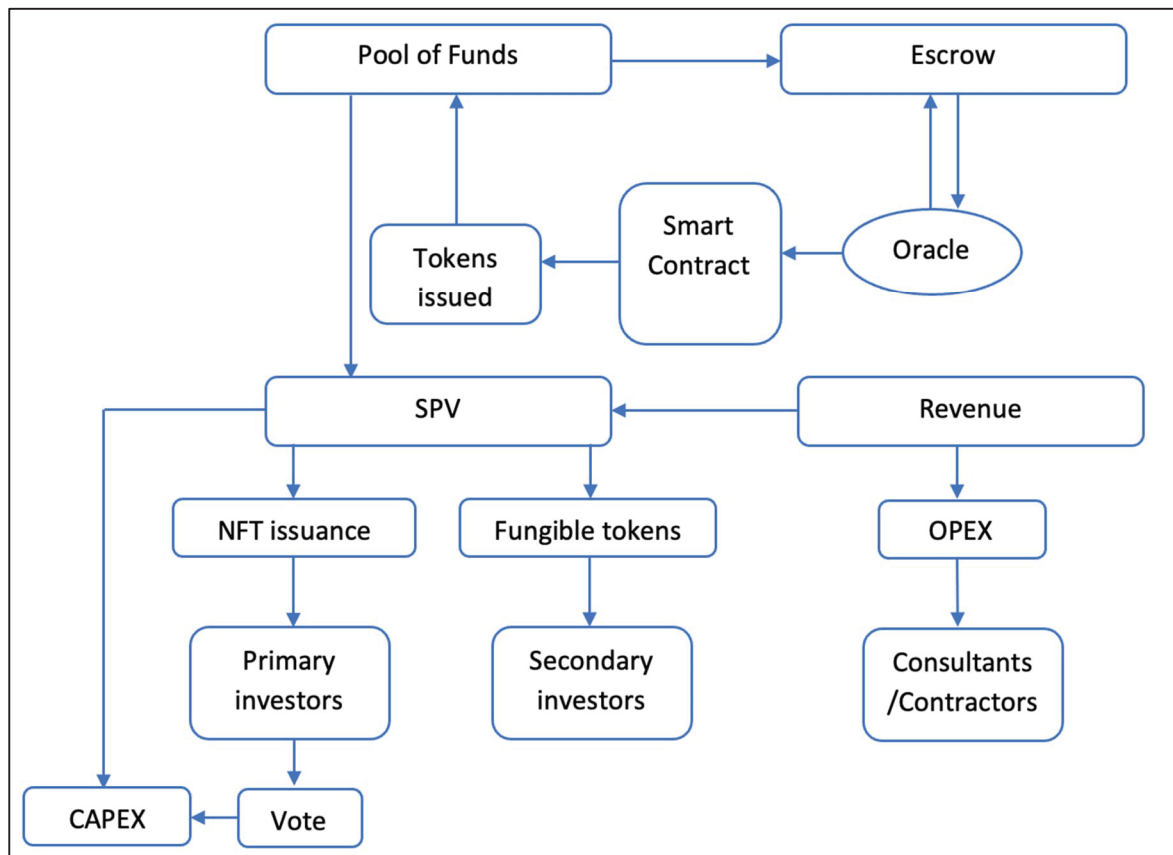 Pool of Funds
Escrow
Smart
Contract
Oracle
Tokens
issued
SPV
Revenue
NFT issuance
Fungible tokens
OPEX
Primary
investors
Secondary
investors
Consultants
/Contractors
CAPEX
Vote